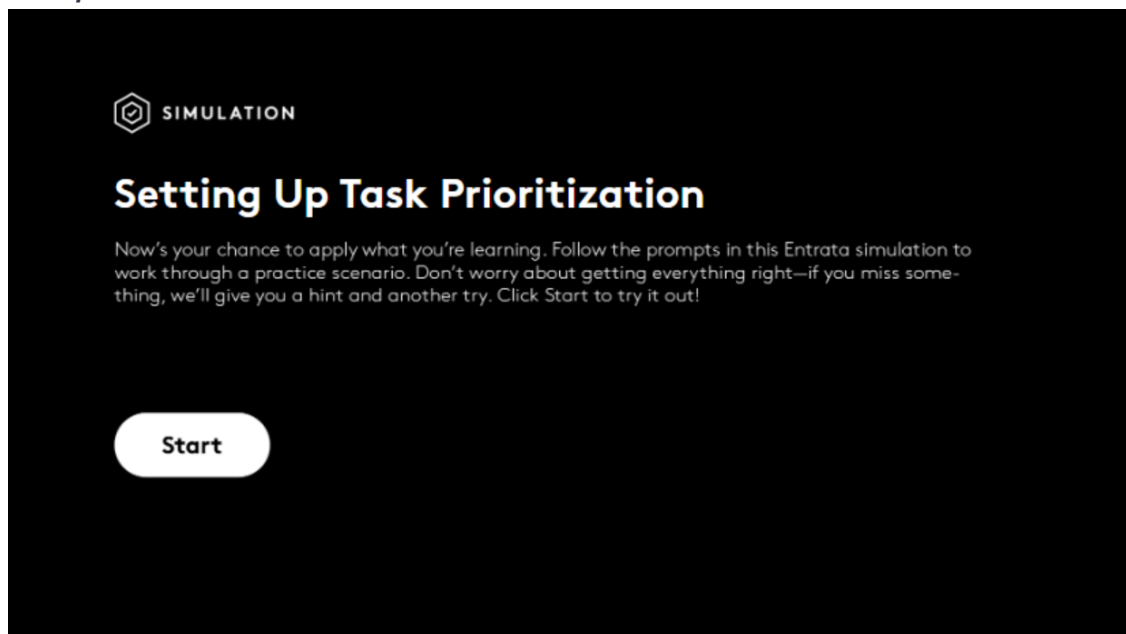 SIMULATION
Setting Up Task Prioritization
Now's your chance to apply what you're learning. Follow the prompts in this Entrata simulation to
work through a practice scenario. Don't worry about getting everything right—if you miss some-
thing, we'll give you a hint and another try. Click Start to try it out!
Start